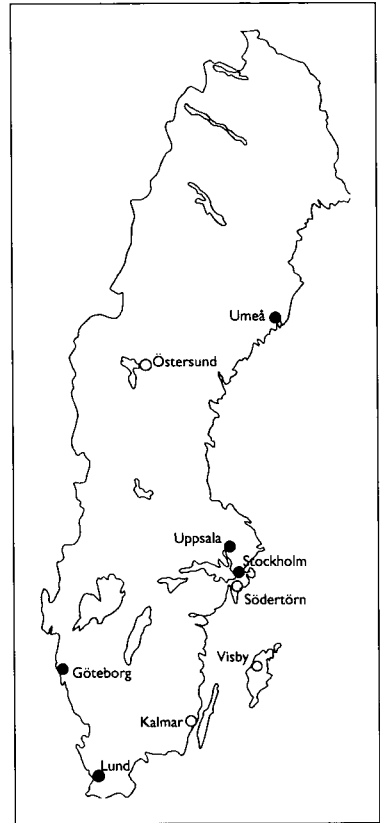 Umeå
Östersund
Uppsala
Stockholm
Södertörn
Visby
Göteborg
Kalmar
Lund